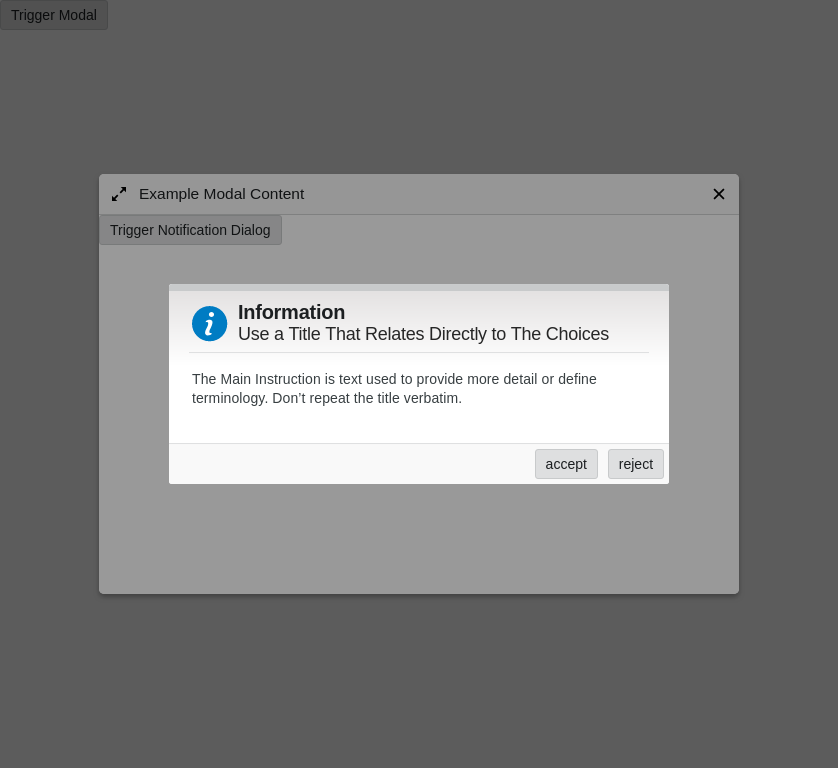 Trigger Modal
Example Modal Content
Trigger Notification Dialog
Information
Use a Title That Relates Directly to The Choices
The Main Instruction is text used to provide more detail or define
terminology. Don’t repeat the title verbatim.
accept reject